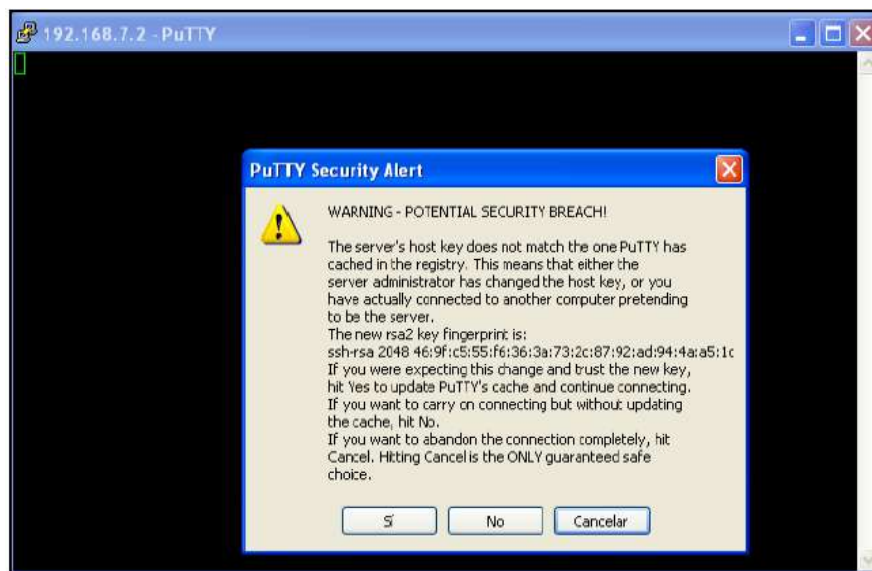 192.168.7.2 - PuTTY
PuTTY Security Alert
WARNING - POTENTIAL SECURITY BREACH!
The server's host key does not match the one PuTTY has
cached in the registry. This means that either the
server administrator has changed the host key, or you
have actually connected to another computer pretending
to be the server.
The new rsa2 key fingerprint is:
ssh-rsa 2048 46:9f:c5:55:f6:36:3a:73:2c:87:92:ad:94:4a:a5:1c
If you were expecting this change and trust the new key,
hit Yes to update PuTTY's cache and continue connecting.
If you want to carry on connecting but without updating
the cache, hit No.
If you want to abandon the connection completely, hit
Cancel. Hitting Cancel is the ONLY guaranteed safe
choice.
Sí
No
Cancelar